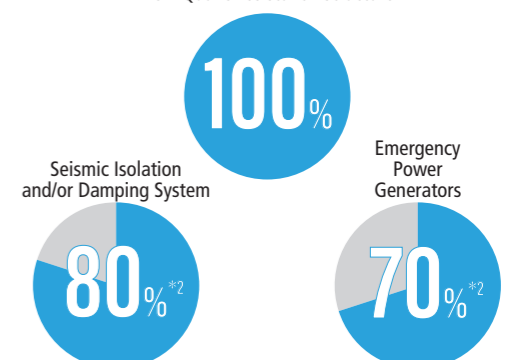 100%
Emergency
Power
Generators
Seismic Isolation
and/or Damping System
80%*2
70%*2